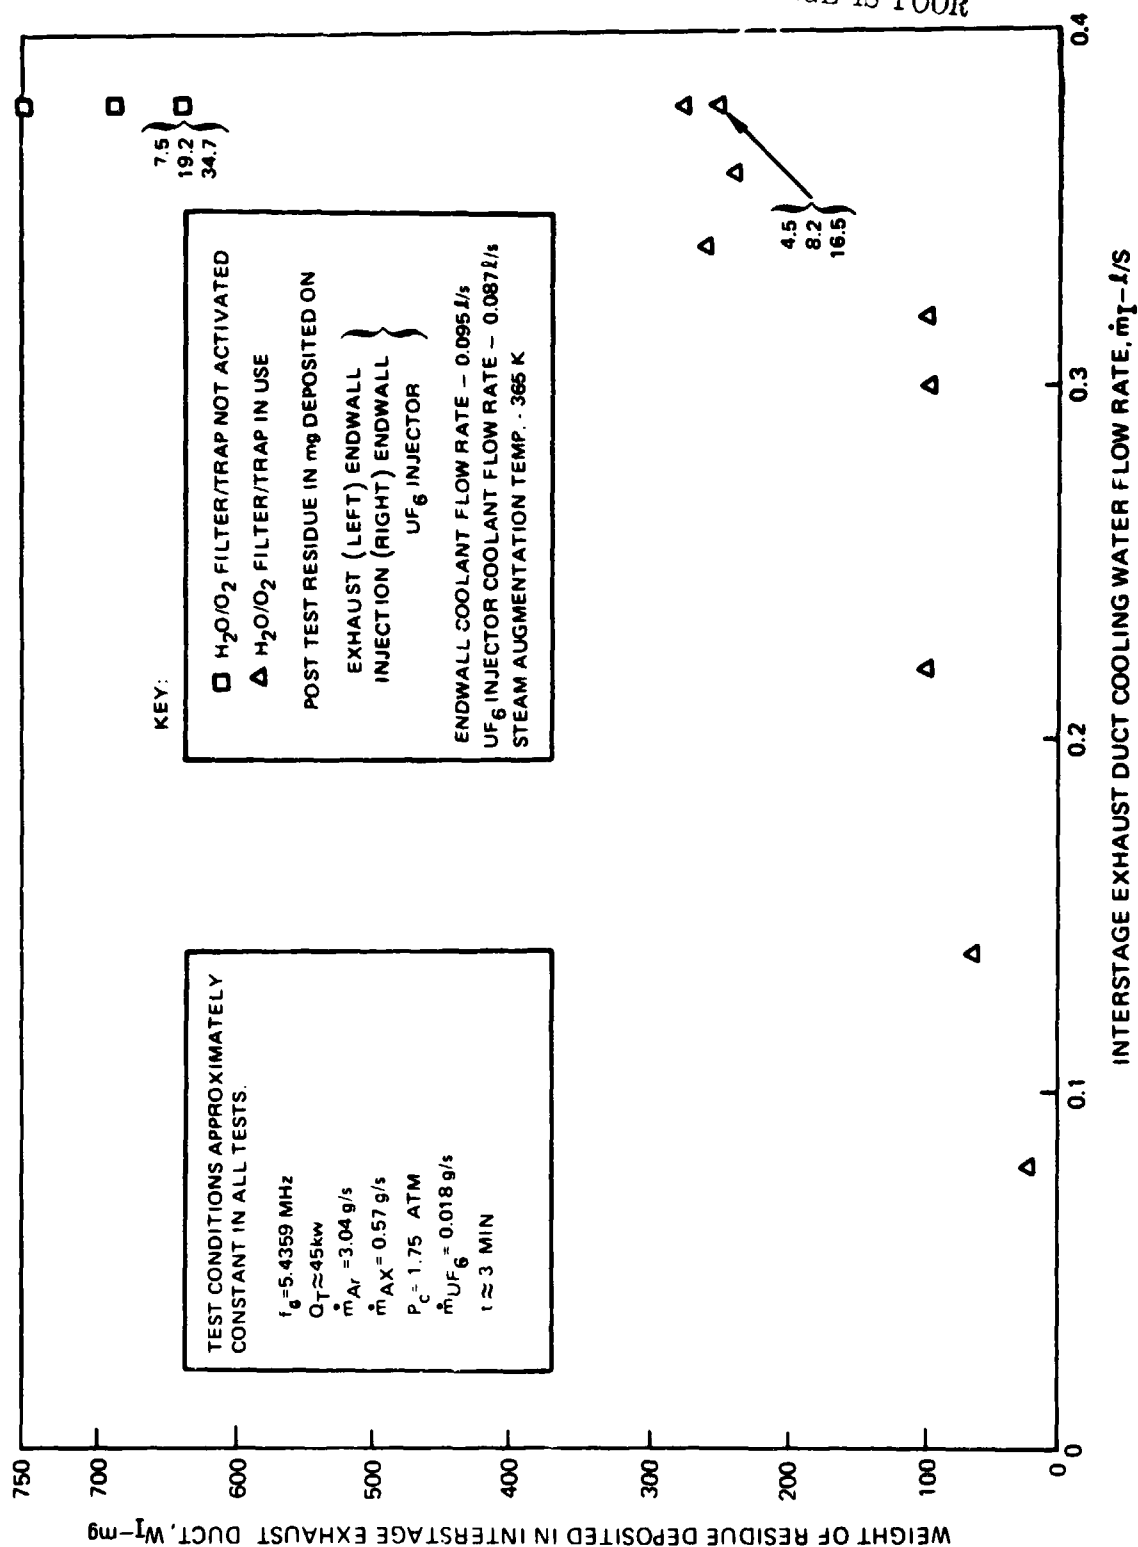 IS POOR
KEY:
□ H₂O/O₂ FILTER/TRAP NOT ACTIVATED
△ H₂O/O₂ FILTER/TRAP IN USE
POST TEST RESIDUE IN mg DEPOSITED ON
EXHAUST (LEFT) ENDWALL
INJECTION (RIGHT) ENDWALL
UF₆ INJECTOR
ENDWALL COOLANT FLOW RATE – 0.095 ℓ/s
UF₆ INJECTOR COOLANT FLOW RATE – 0.087 ℓ/s
STEAM AUGMENTATION TEMP. - 365 K
TEST CONDITIONS APPROXIMATELY
CONSTANT IN ALL TESTS.
f₆=5.4359 MHz
Q_T≈45kw
ṁ_Ar=3.04 g/s
ṁ_AX=0.57 g/s
P_C=1.75 ATM
ṁ_UF₆=0.018 g/s
t≈3 MIN
7.5
19.2
34.7
4.5
8.2
16.5
WEIGHT OF RESIDUE DEPOSITED IN INTERSTAGE EXHAUST DUCT, W_I–mg
750
700
600
500
400
300
200
100
0
0
0.1
0.2
0.3
0.4
INTERSTAGE EXHAUST DUCT COOLING WATER FLOW RATE, ṁ_I–ℓ/S